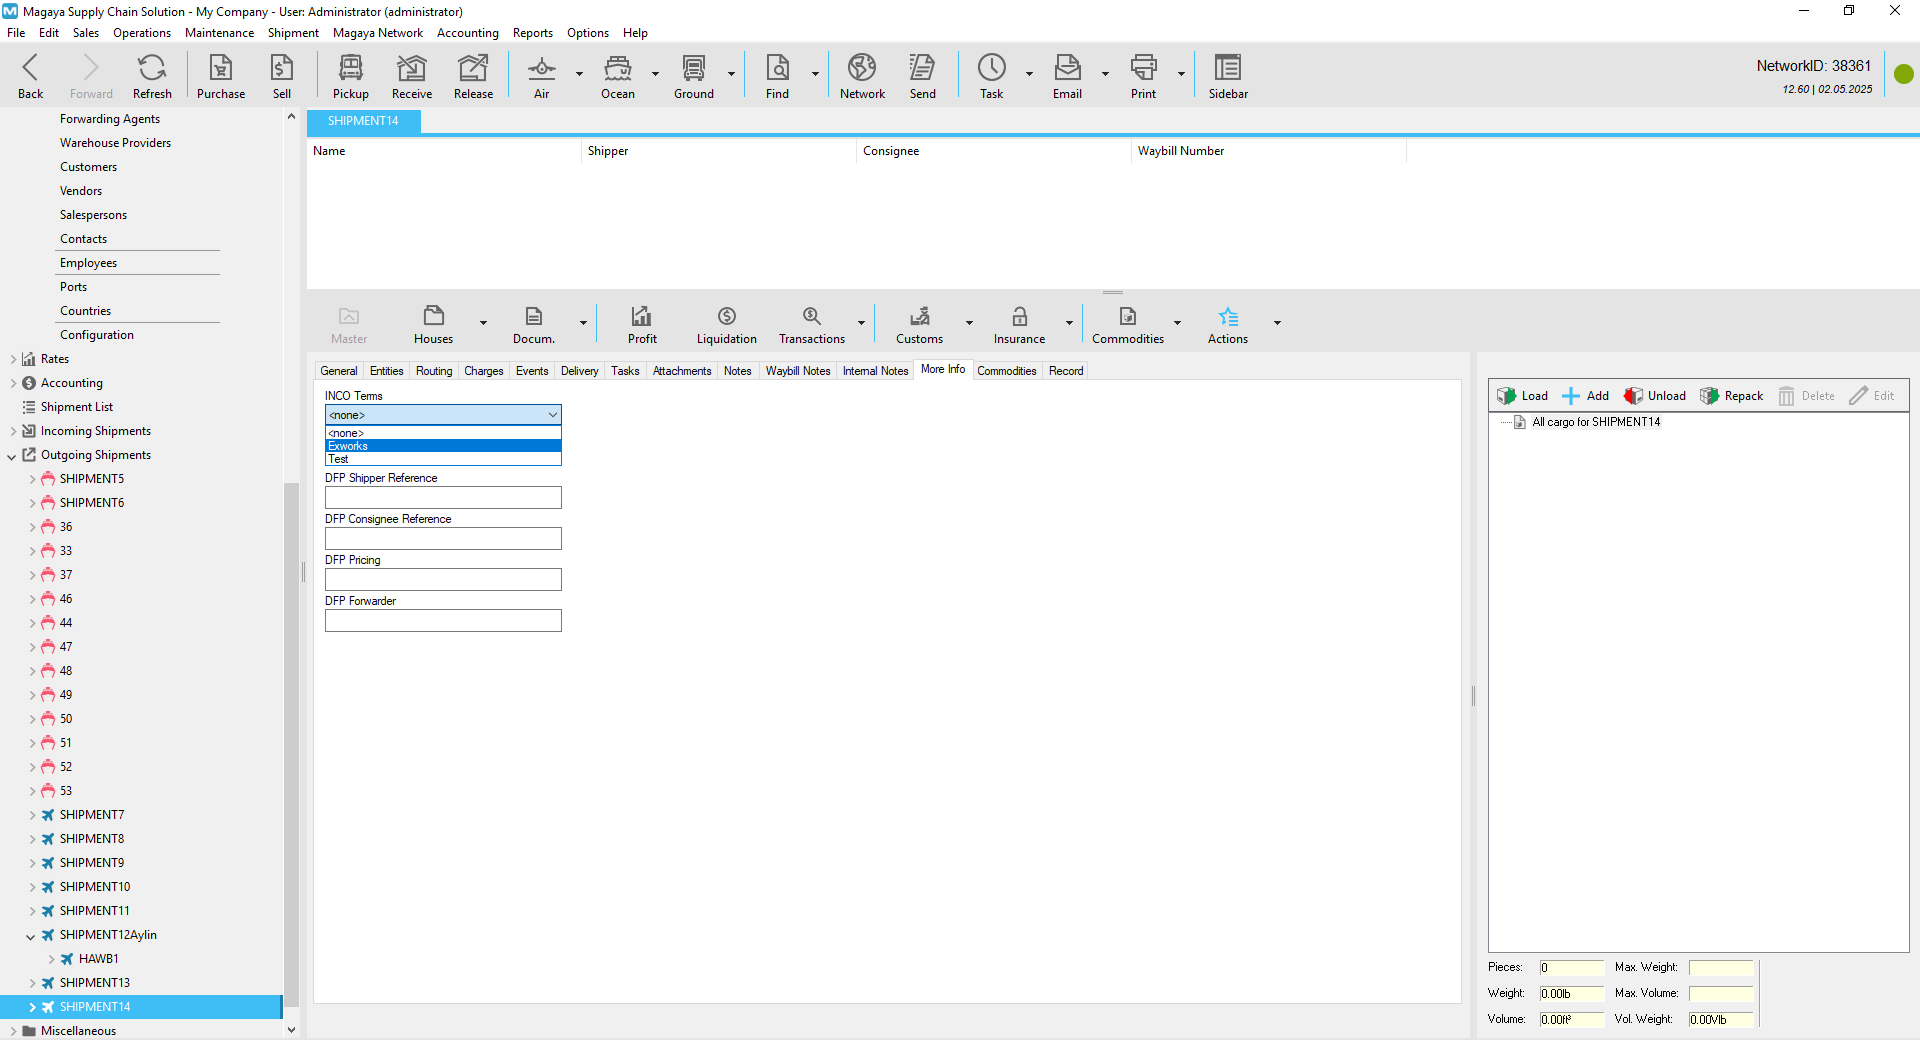 Magaya Supply Chain Solution - My Company - User: Administrator (administrator)
File Edit Sales Operations Maintenance Shipment Magaya Network Accounting Reports Options Help
Back Forward Refresh Purchase Sell Pickup Receive Release Air Ocean Ground Find Network Send Task Email Print Sidebar
NetworkID: 38361
12.60 | 02.05.2025
Forwarding Agents
Warehouse Providers
Customers
Vendors
Salespersons
Contacts
Employees
Ports
Countries
Configuration
Rates
Accounting
Shipment List
Incoming Shipments
Outgoing Shipments
SHIPMENT5
SHIPMENT6
36
33
37
46
44
47
48
49
50
51
52
53
SHIPMENT7
SHIPMENT8
SHIPMENT9
SHIPMENT10
SHIPMENT11
SHIPMENT12Aylin
HAWB1
SHIPMENT13
SHIPMENT14
Miscellaneous
SHIPMENT14
Name Shipper Consignee Waybill Number
Master Houses Docum. Profit Liquidation Transactions Customs Insurance Commodities Actions
General Entities Routing Charges Events Delivery Tasks Attachments Notes Waybill Notes Internal Notes More Info Commodities Record
INCO Terms
<none>
<none>
Exworks
Test
DFP Shipper Reference
DFP Consignee Reference
DFP Pricing
DFP Forwarder
Load Add Unload Repack Delete Edit
All cargo for SHIPMENT14
Pieces: 0 Max. Weight:
Weight: 0.00lb Max. Volume:
Volume: 0.00ft³ Vol. Weight: 0.00Vlb